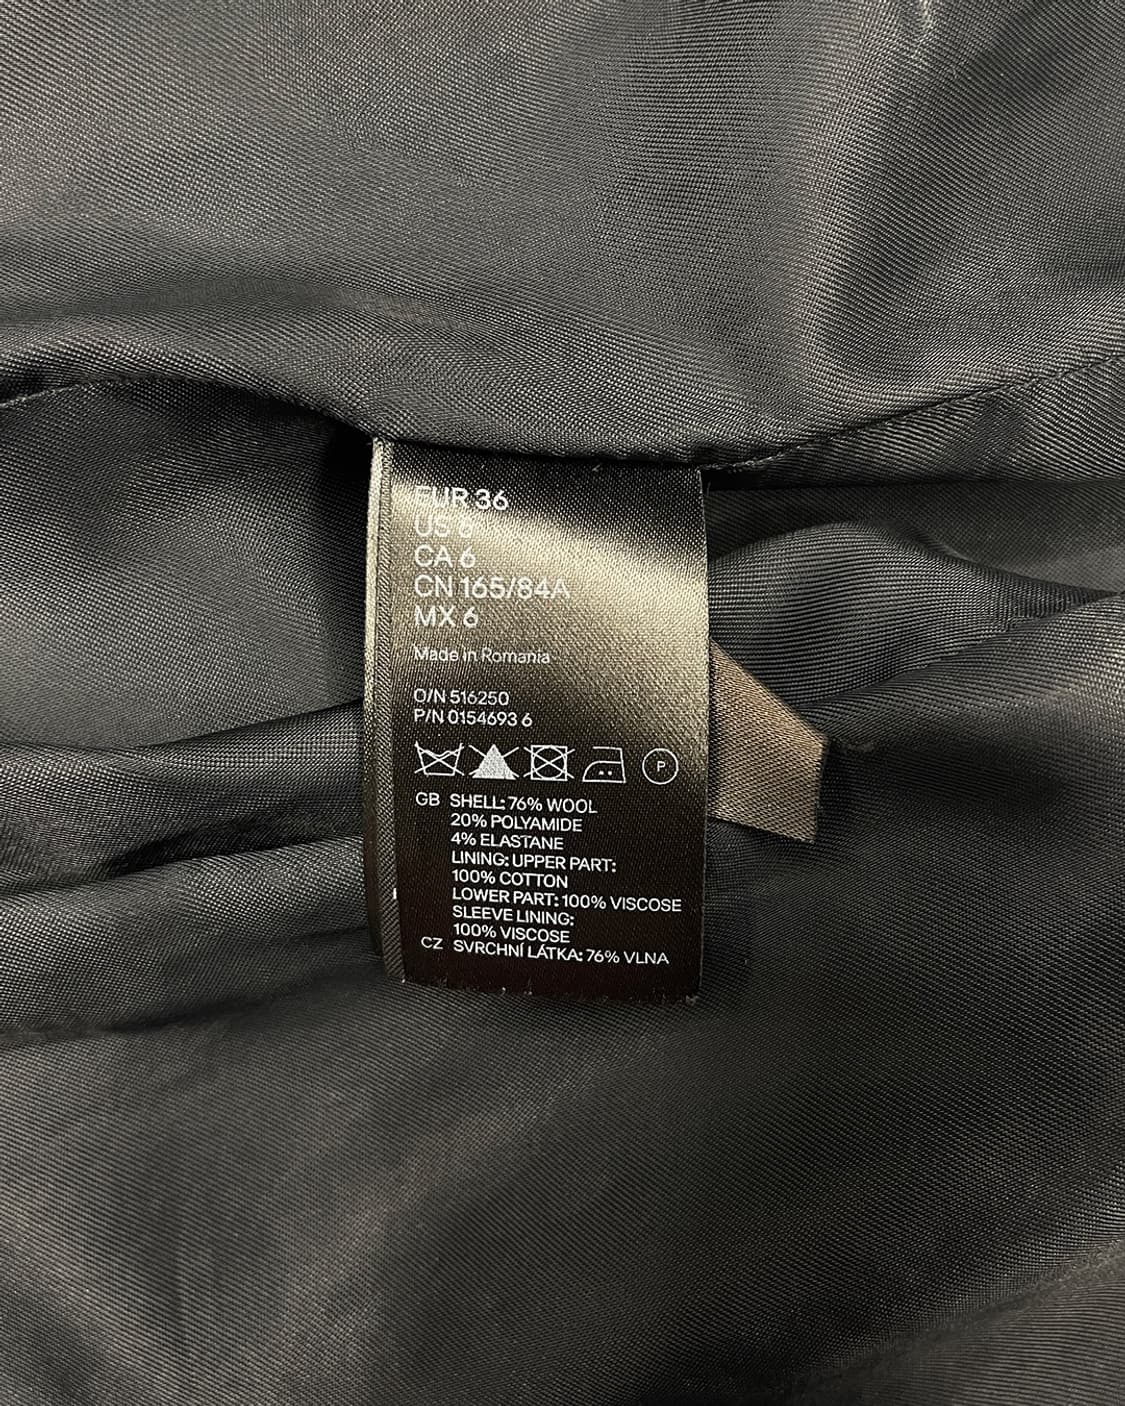 EUR 36
US 6
CA 6
CN 165/84A
MX 6
Made in Romania
O/N 516250
P/N 0154693 6
P
GB SHELL: 76% WOOL
20% POLYAMIDE
4% ELASTANE
LINING: UPPER PART:
100% COTTON
LOWER PART: 100% VISCOSE
SLEEVE LINING:
100% VISCOSE
CZ SVRCHNÍ LÁTKA: 76% VLNA